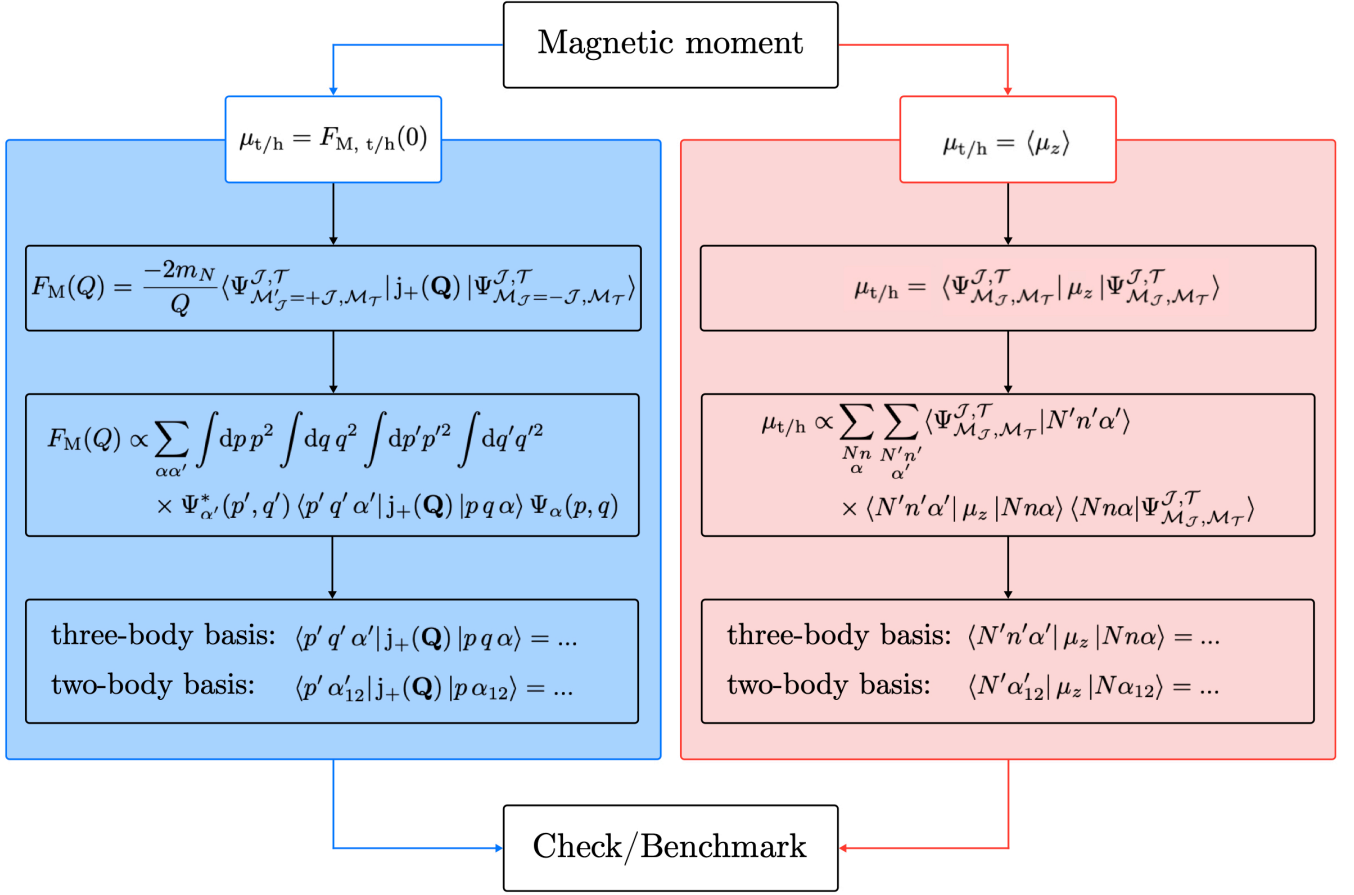 Magnetic moment
μ_{t/h} = F_{M, t/h}(0)
F_M(Q) = \frac{-2m_N}{Q} ⟨Ψ^{𝒥,𝒯}_{ℳ'_𝒥=+𝒥,ℳ_𝒯}| j_+(𝐐) |Ψ^{𝒥,𝒯}_{ℳ_𝒥=−𝒥,ℳ_𝒯}⟩
F_M(Q) ∝ ∑_{αα′} ∫dp p² ∫dq q² ∫dp′p′² ∫dq′q′²
× Ψ*_{α′}(p′, q′) ⟨p′ q′ α′| j_+(𝐐) |p q α⟩ Ψ_α(p, q)
three-body basis: ⟨p′ q′ α′| j_+(𝐐) |p q α⟩ = ...
two-body basis: ⟨p′ α′_{12}| j_+(𝐐) |p α_{12}⟩ = ...
μ_{t/h} = ⟨μ_z⟩
μ_{t/h} = ⟨Ψ^{𝒥,𝒯}_{ℳ_𝒥,ℳ_𝒯}| μ_z |Ψ^{𝒥,𝒯}_{ℳ_𝒥,ℳ_𝒯}⟩
μ_{t/h} ∝ ∑_{Nn α} ∑_{N′n′ α′} ⟨Ψ^{𝒥,𝒯}_{ℳ_𝒥,ℳ_𝒯}|N′n′α′⟩
× ⟨N′n′α′| μ_z |Nnα⟩ ⟨Nnα|Ψ^{𝒥,𝒯}_{ℳ_𝒥,ℳ_𝒯}⟩
three-body basis: ⟨N′n′α′| μ_z |Nnα⟩ = ...
two-body basis: ⟨N′α′_{12}| μ_z |Nα_{12}⟩ = ...
Check/Benchmark